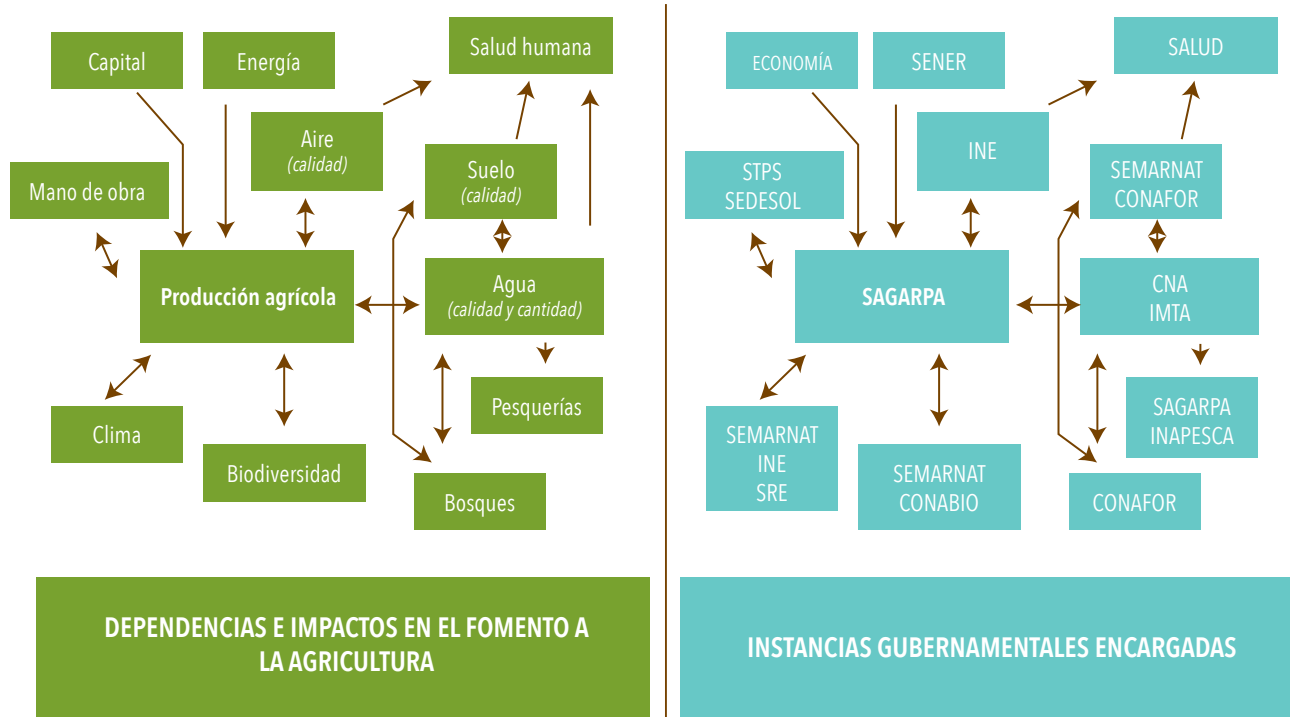 Capital
Energía
Salud humana
Aire
(calidad)
Suelo
(calidad)
Mano de obra
Producción agrícola
Agua
(calidad y cantidad)
Pesquerías
Clima
Biodiversidad
Bosques
DEPENDENCIAS E IMPACTOS EN EL FOMENTO A
LA AGRICULTURA
ECONOMÍA
SENER
SALUD
INE
SEMARNAT
CONAFOR
STPS
SEDESOL
SAGARPA
CNA
IMTA
SAGARPA
INAPESCA
SEMARNAT
INE
SRE
SEMARNAT
CONABIO
CONAFOR
INSTANCIAS GUBERNAMENTALES ENCARGADAS